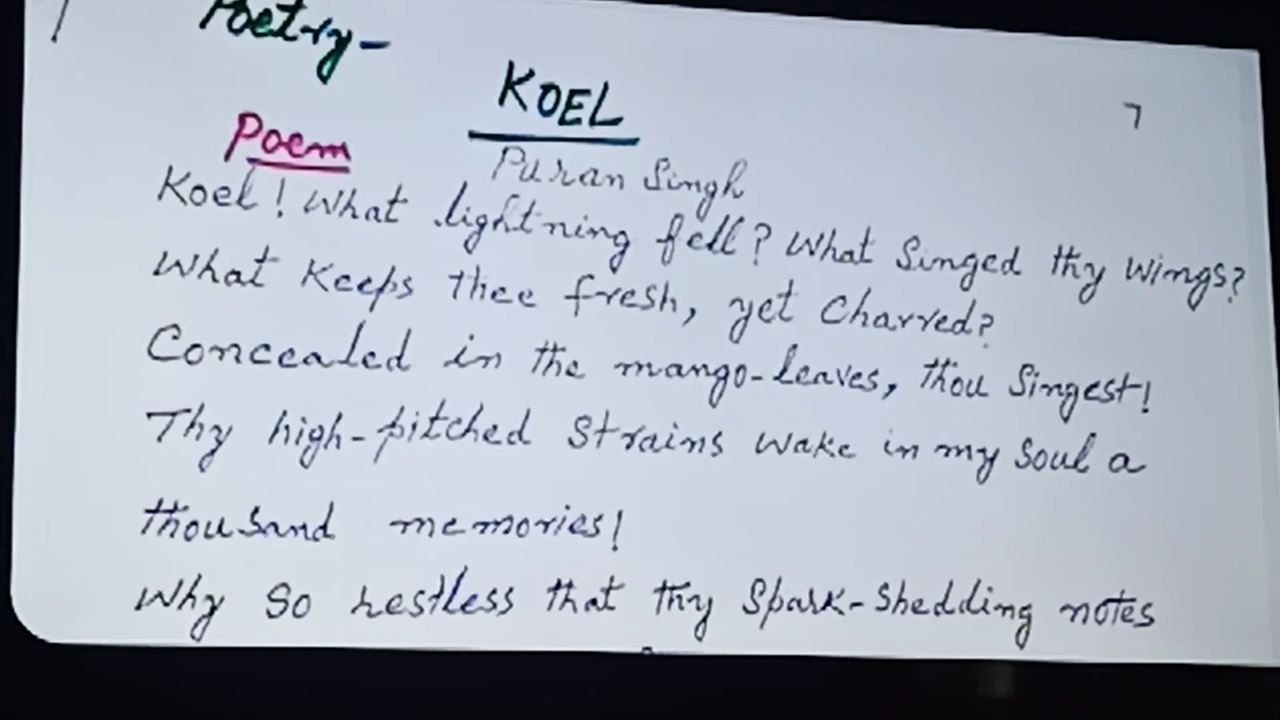 Poetry-
KOEL
7
Poem
Puran Singh
Koel! What lightning fell? What Singed thy wings?
What Keeps thee fresh, yet Charred?
Concealed in the mango-leaves, thou Singest!
Thy high-pitched Strains wake in my Soul a
thousand memories!
Why So restless that thy Spark-Shedding notes